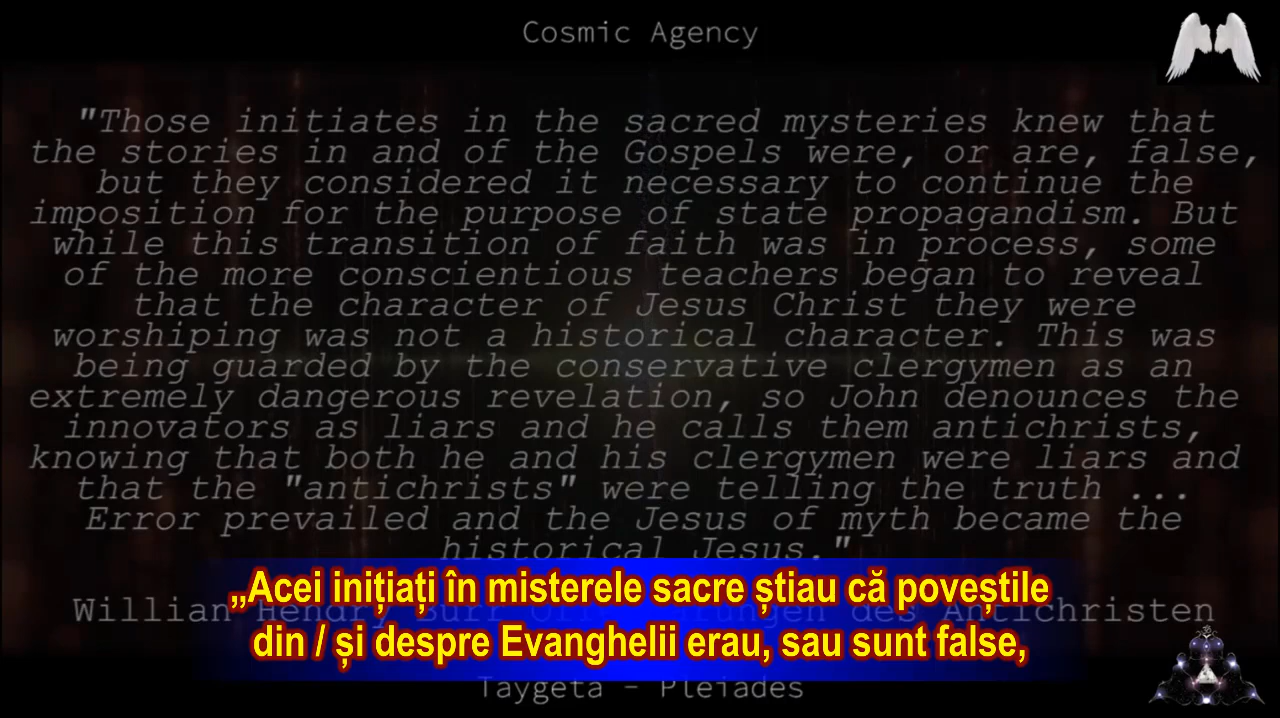 Cosmic Agency
"Those initiates in the sacred mysteries knew that
the stories in and of the Gospels were, or are, false,
but they considered it necessary to continue the
imposition for the purpose of state propagandism. But
while this transition of faith was in process, some
of the more conscientious teachers began to reveal
that the character of Jesus Christ they were
worshiping was not a historical character. This was
being guarded by the conservative clergymen as an
extremely dangerous revelation, so John denounces the
innovators as liars and he calls them antichrists,
knowing that both he and his clergymen were liars and
that the "antichrists" were telling the truth ...
Error prevailed and the Jesus of myth became the
historical Jesus."
„Acei inițiați în misterele sacre știau că poveștile
Willian Hendry Burr des Antichristen
din / și despre Evanghelii erau, sau sunt false,
Taygeta - Pleiades